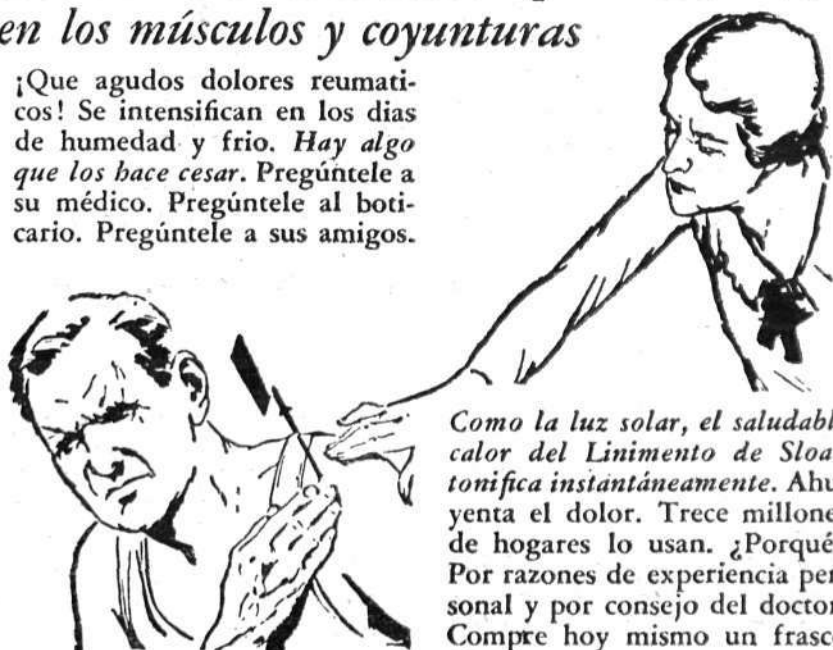 en los músculos y coyunturas
¡Que agudos dolores reumati-
cos! Se intensifican en los dias
de humedad y frio. Hay algo
que los hace cesar. Pregúntele a
su médico. Pregúntele al boti-
cario. Pregúntele a sus amigos.
Como la luz solar, el saludabl
calor del Linimento de Sloa
tonifica instantáneamente. Ahu
yenta el dolor. Trece millone
de hogares lo usan. ¿Porqué
Por razones de experiencia per
sonal y por consejo del doctor
Compre hoy mismo un frasc